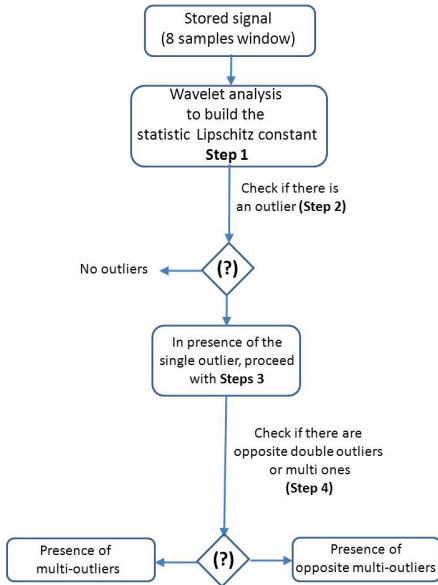 Stored signal
(8 samples window)
Wavelet analysis
to build the
statistic Lipschitz constant
Step 1
Check if there is
an outlier (Step 2)
(?)
No outliers
In presence of the
single outlier, proceed
with Steps 3
Check if there are
opposite double outliers
or multi ones
(Step 4)
(?)
Presence of
multi-outliers
Presence of
opposite multi-outliers